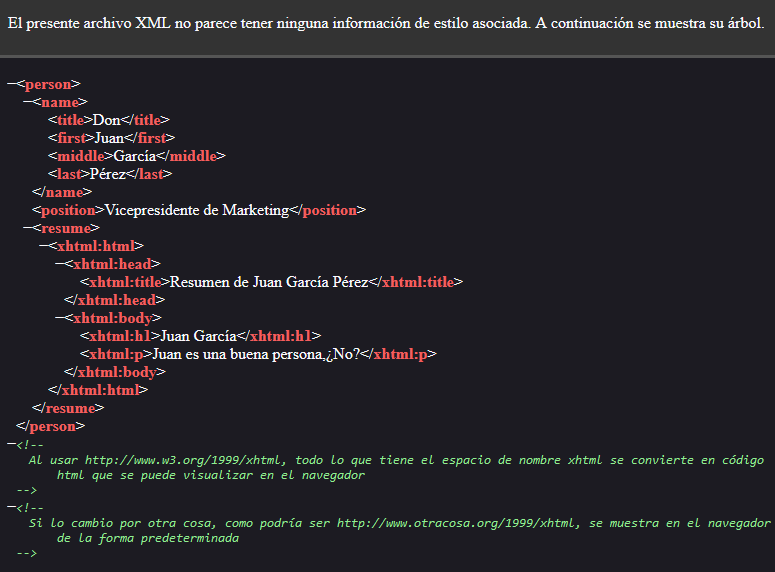 El presente archivo XML no parece tener ninguna información de estilo asociada. A continuación se muestra su árbol.
−<person>
−<name>
<title>Don</title>
<first>Juan</first>
<middle>García</middle>
<last>Pérez</last>
</name>
<position>Vicepresidente de Marketing</position>
−<resume>
−<xhtml:html>
−<xhtml:head>
<xhtml:title>Resumen de Juan García Pérez</xhtml:title>
</xhtml:head>
−<xhtml:body>
<xhtml:h1>Juan García</xhtml:h1>
<xhtml:p>Juan es una buena persona,¿No?</xhtml:p>
</xhtml:body>
</xhtml:html>
</resume>
</person>
−<!--
Al usar http://www.w3.org/1999/xhtml, todo lo que tiene el espacio de nombre xhtml se convierte en código
html que se puede visualizar en el navegador
-->
−<!--
Si lo cambio por otra cosa, como podría ser http://www.otracosa.org/1999/xhtml, se muestra en el navegador
de la forma predeterminada
-->